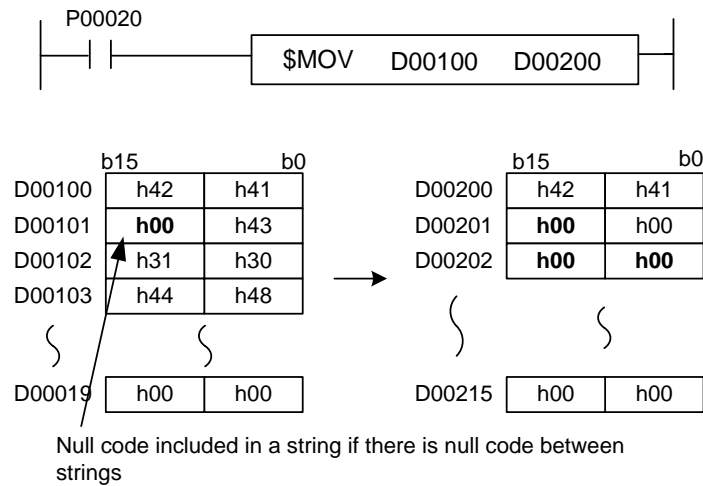 P00020
$MOV D00100 D00200
b15 b0 b15 b0
D00100 h42 h41 D00200 h42 h41
D00101 h00 h43 D00201 h00 h00
D00102 h31 h30 D00202 h00 h00
D00103 h44 h48
D00019 h00 h00 D00215 h00 h00
Null code included in a string if there is null code between
strings